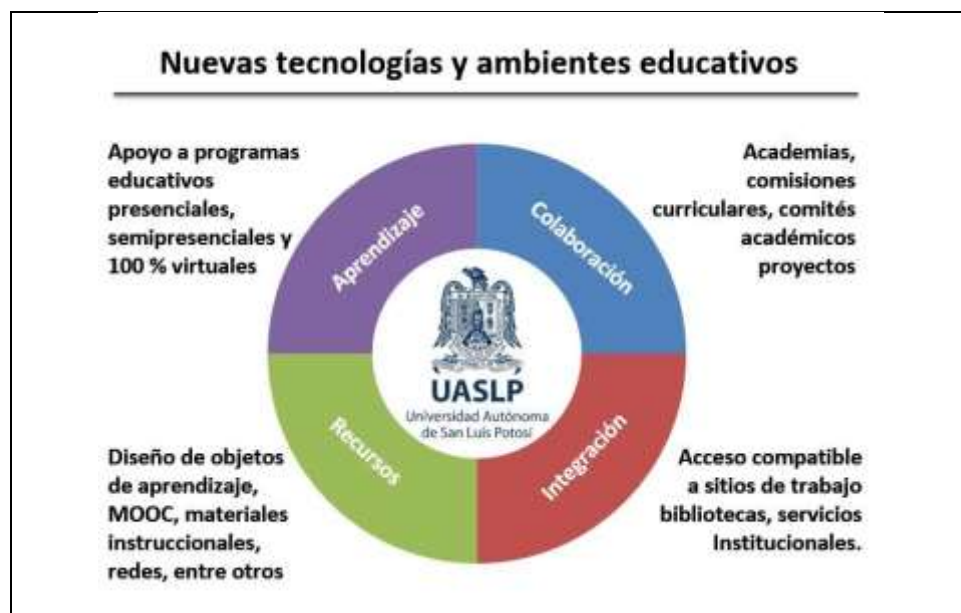 Nuevas tecnologías y ambientes educativos
Apoyo a programas
educativos
presenciales,
semipresenciales y
100 % virtuales
Academias,
comisiones
curriculares, comités
académicos
proyectos
Aprendizaje
Colaboración
UASLP
Universidad Autónoma
de San Luis Potosí
Recursos
Integración
Diseño de objetos
de aprendizaje,
MOOC, materiales
instruccionales,
redes, entre otros
Acceso compatible
a sitios de trabajo
bibliotecas, servicios
Institucionales.